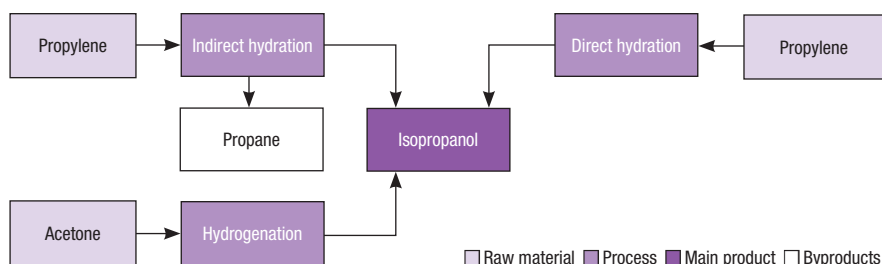 Propylene
Indirect hydration
Direct hydration
Propylene
Propane
Isopropanol
Acetone
Hydrogenation
Raw material Process Main product Byproducts